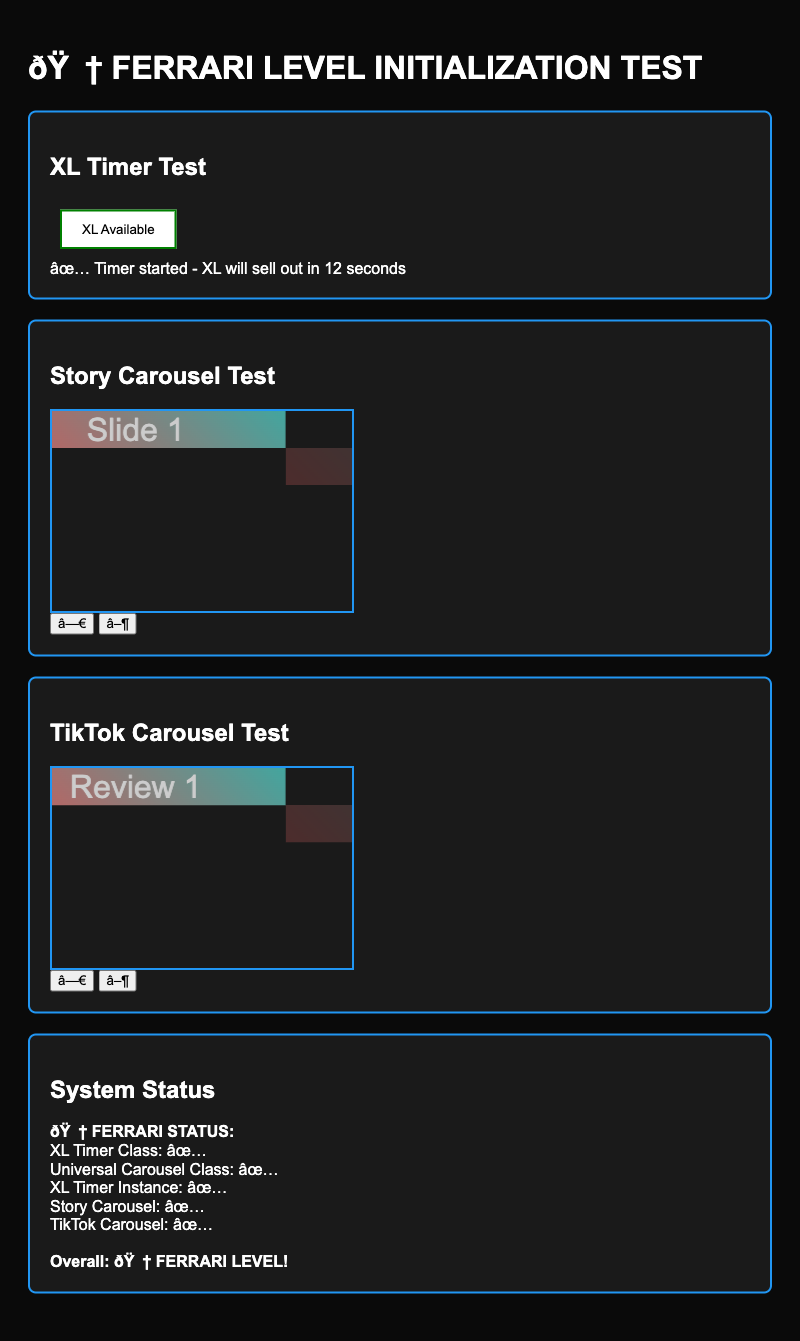 ðŸ † FERRARI LEVEL INITIALIZATION TEST
XL Timer Test
XL Available
âœ… Timer started - XL will sell out in 12 seconds
Story Carousel Test
Slide 1
â—€ â–¶
TikTok Carousel Test
Review 1
â—€ â–¶
System Status
ðŸ † FERRARI STATUS:
XL Timer Class: âœ…
Universal Carousel Class: âœ…
XL Timer Instance: âœ…
Story Carousel: âœ…
TikTok Carousel: âœ…
Overall: ðŸ † FERRARI LEVEL!